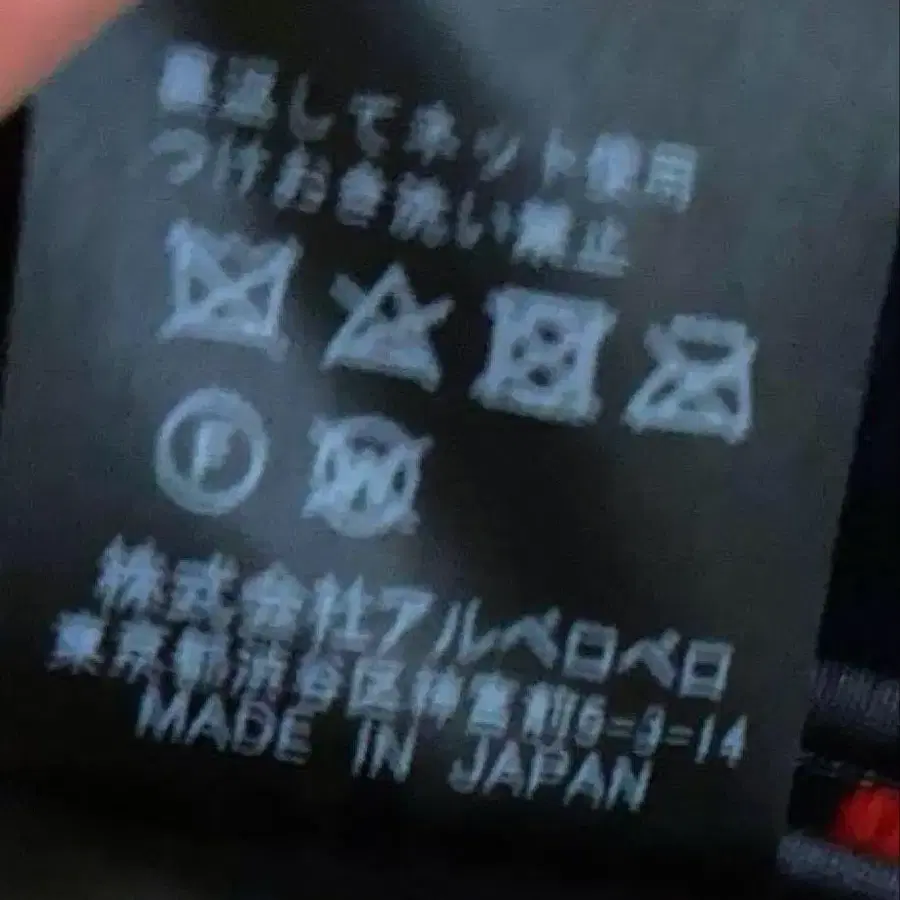 裏返してネット使用
つけおき洗い禁止
F
W
株式会社アルベロベロ
東京都渋谷区神宮前6-3-14
MADE IN JAPAN